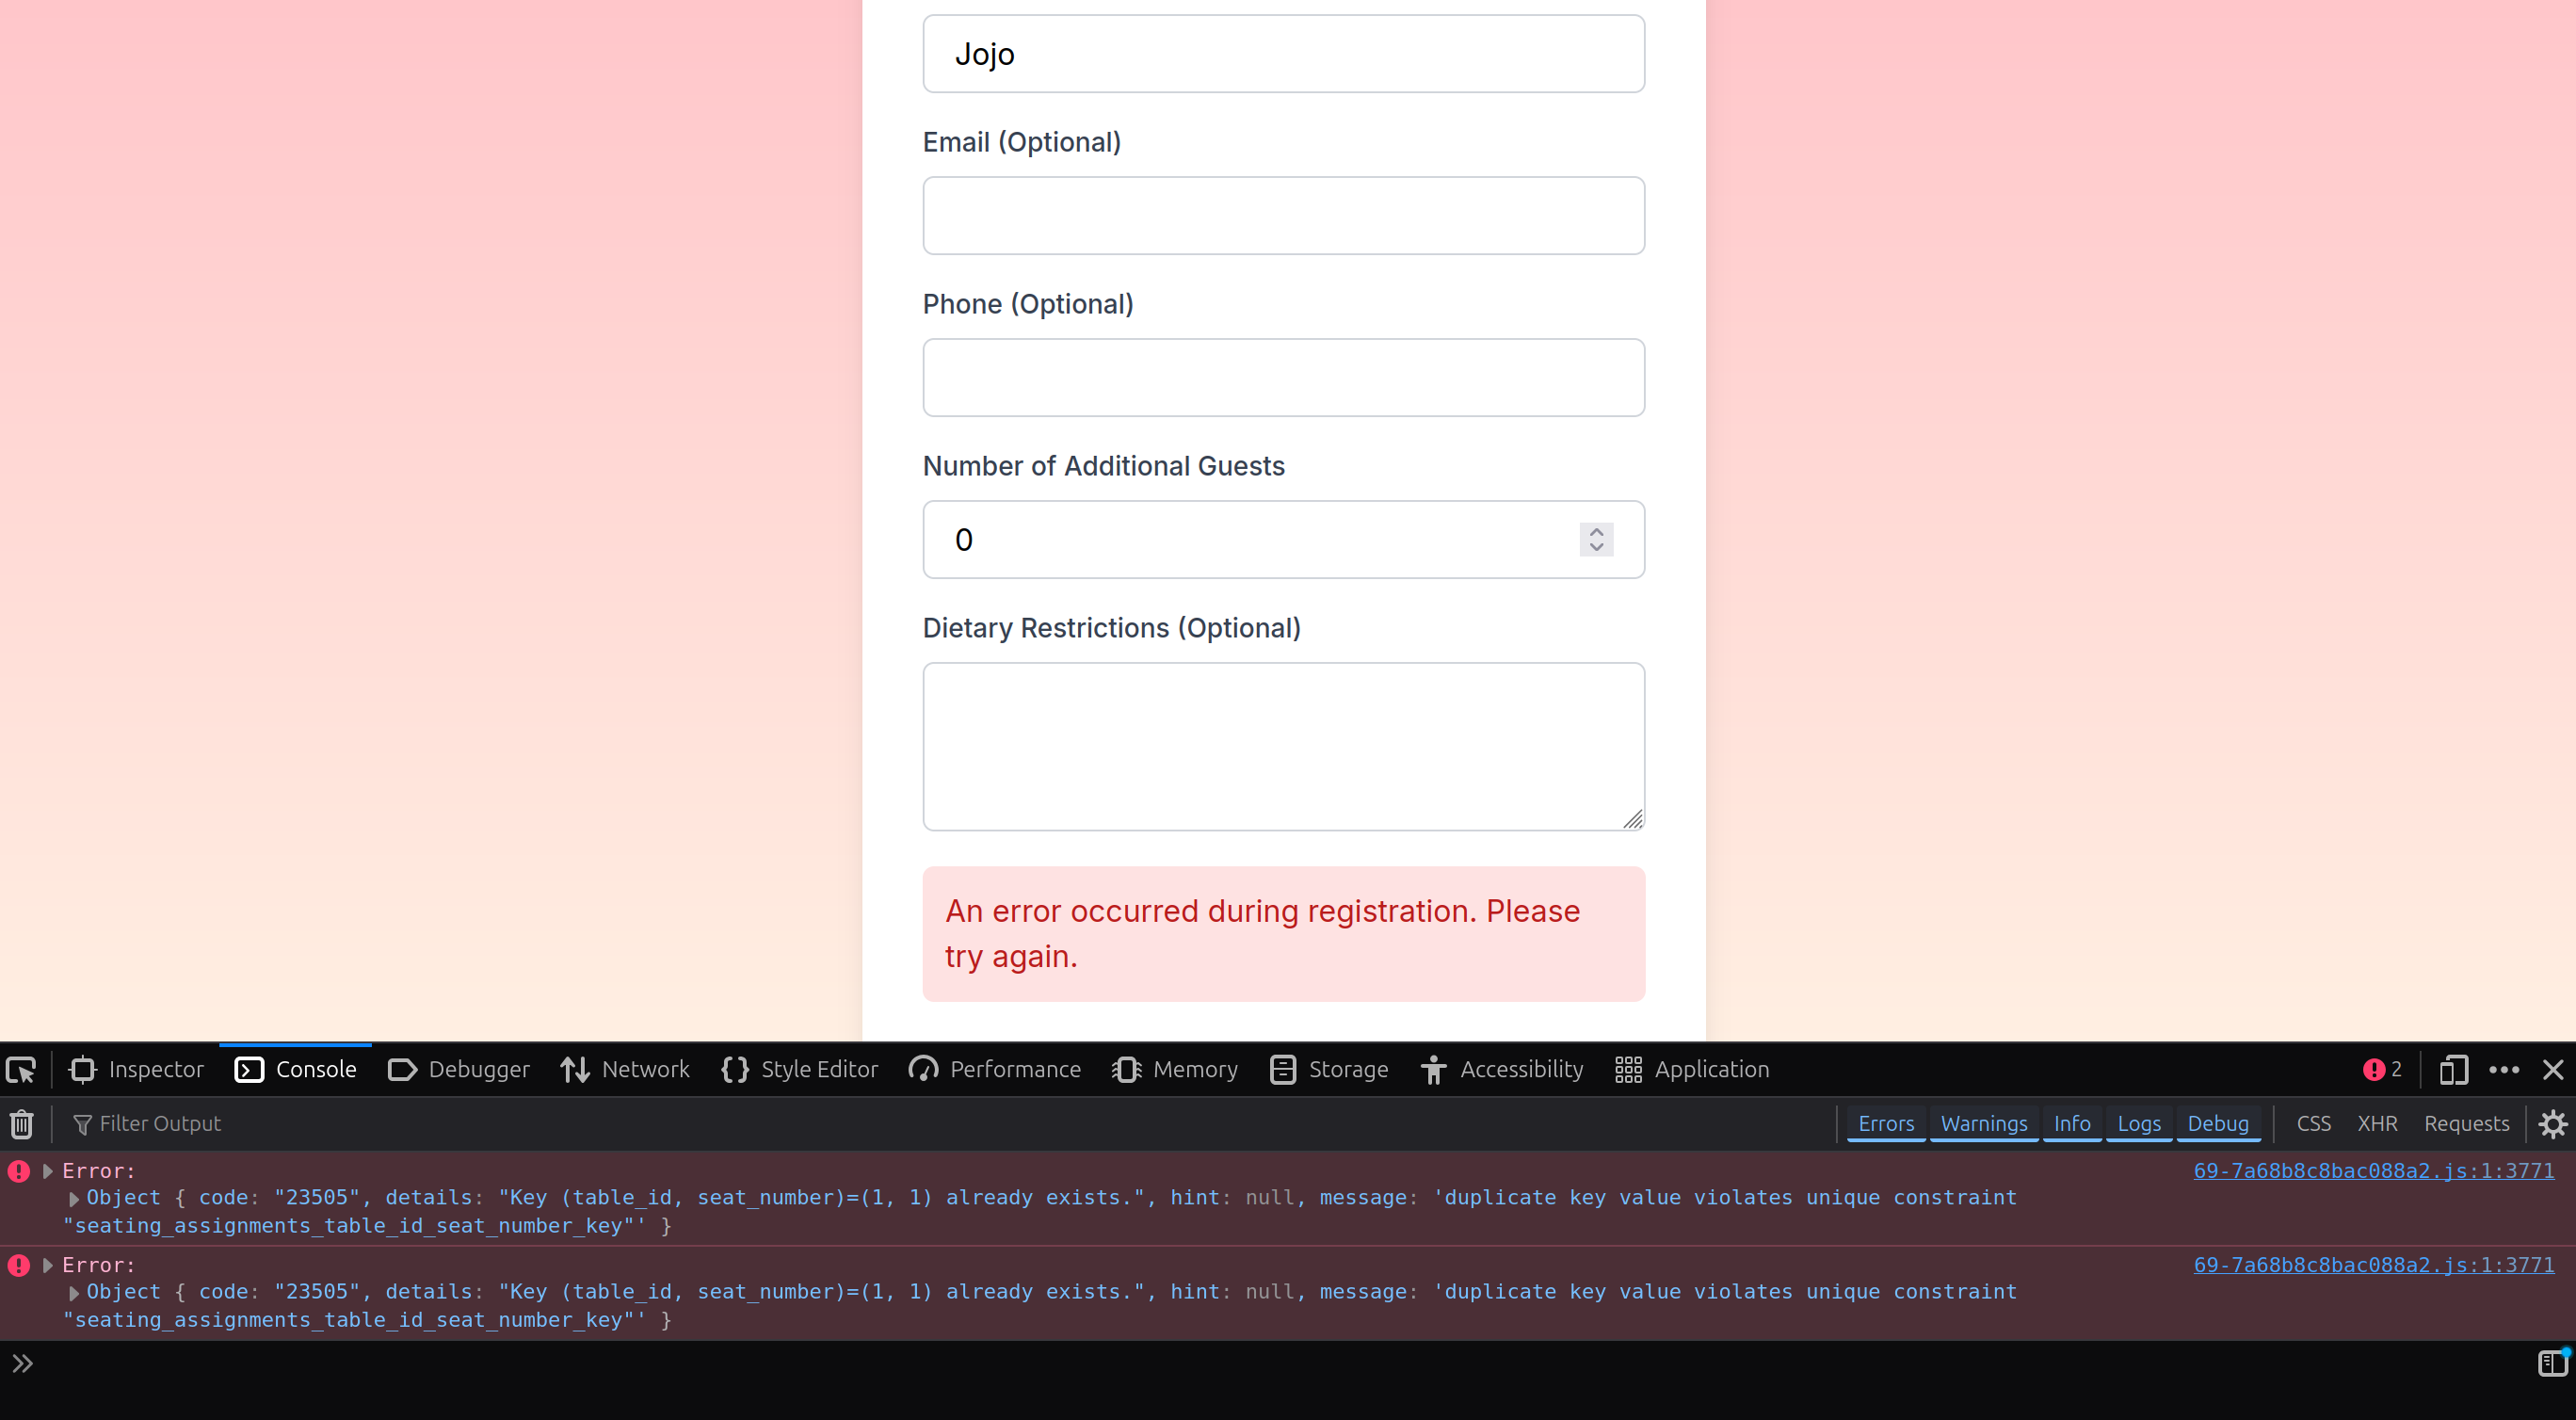 Jojo
Email (Optional)
Phone (Optional)
Number of Additional Guests
0
Dietary Restrictions (Optional)
An error occurred during registration. Please
try again.
Inspector Console Debugger Network Style Editor Performance Memory Storage Accessibility Application 2
Filter Output Errors Warnings Info Logs Debug CSS XHR Requests
Error: 69-7a68b8c8bac088a2.js:1:3771
Object { code: "23505", details: "Key (table_id, seat_number)=(1, 1) already exists.", hint: null, message: 'duplicate key value violates unique constraint
"seating_assignments_table_id_seat_number_key"' }
Error: 69-7a68b8c8bac088a2.js:1:3771
Object { code: "23505", details: "Key (table_id, seat_number)=(1, 1) already exists.", hint: null, message: 'duplicate key value violates unique constraint
"seating_assignments_table_id_seat_number_key"' }